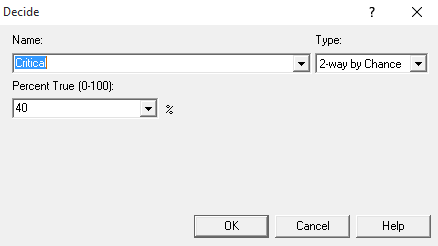 Decide ?
Name: Type:
Critical 2-way by Chance
Percent True (0-100):
40 %
OK Cancel Help